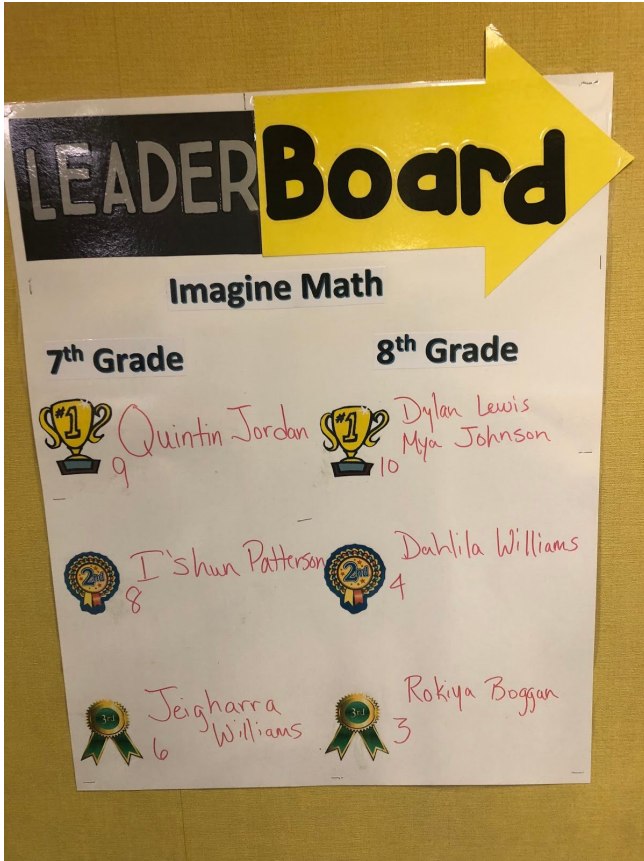 LEADER Board
Imagine Math
7th Grade
#1
Quintin Jordan
9
2nd
I'shun Patterson
8
3rd
Jeigharra
Williams
6
8th Grade
#1
Dylan Lewis
Mya Johnson
10
2nd
Dahlila Williams
4
3rd
Rokiya Boggan
3